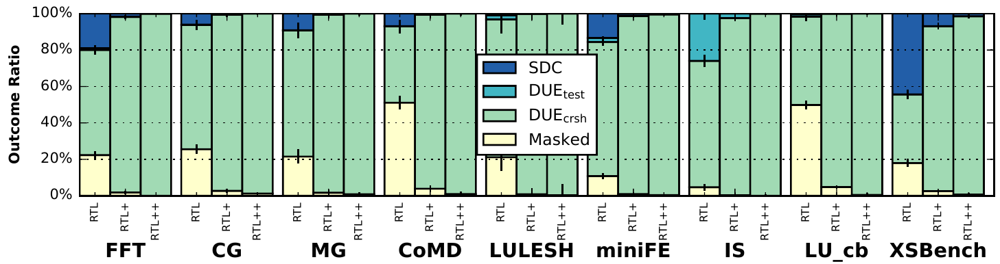 Outcome Ratio
100%
80%
60%
40%
20%
0%
SDC
DUE_test
DUE_crsh
Masked
RTL RTL+ RTL++ RTL RTL+ RTL++ RTL RTL+ RTL++ RTL RTL+ RTL++ RTL RTL+ RTL++ RTL RTL+ RTL++ RTL RTL+ RTL++ RTL RTL+ RTL++ RTL RTL+ RTL++
FFT CG MG CoMD LULESH miniFE IS LU_cb XSBench